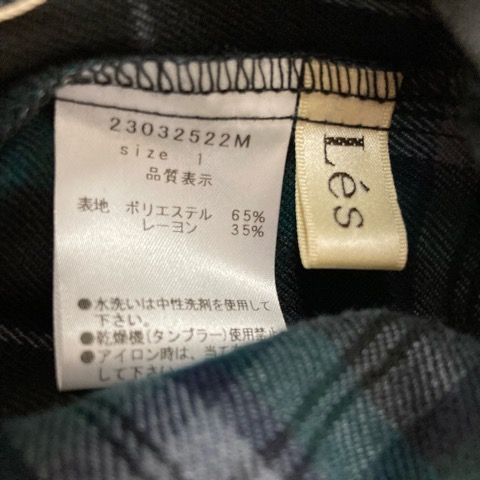 23032522M
size 1
品質表示
表地 ポリエステル 65%
レーヨン 35%
●水洗いは中性洗剤を使用して
下さい。
●乾燥機(タンブラー)使用禁止
●アイロン時は、当て
して下さい
Lés